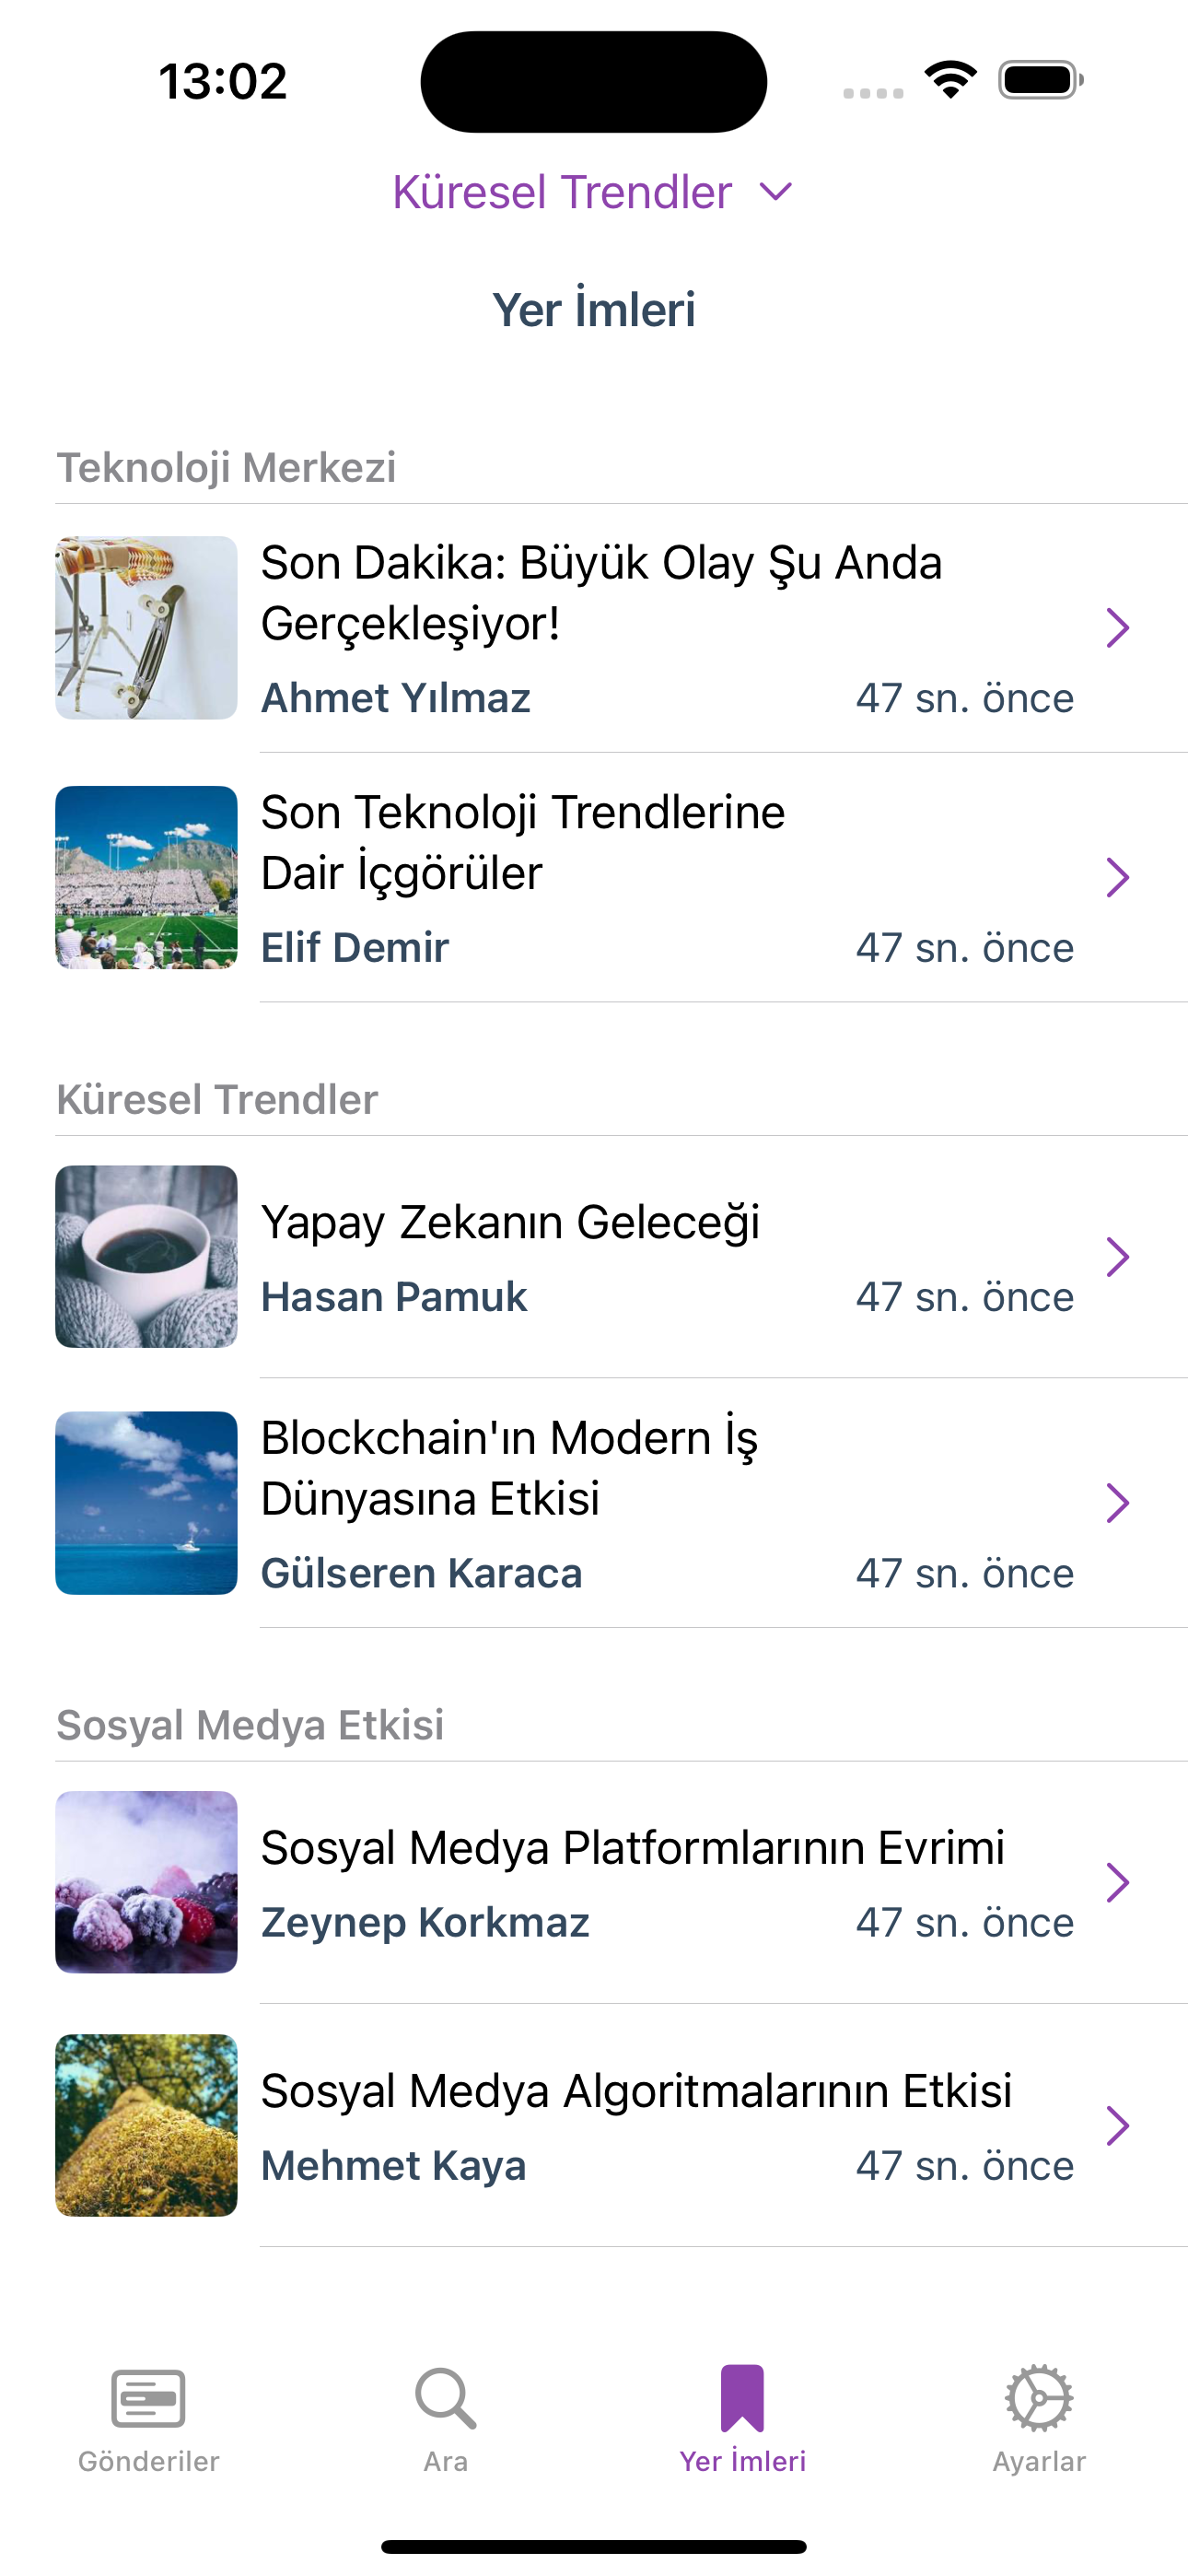 13:02
Küresel Trendler
Yer İmleri
Teknoloji Merkezi
Son Dakika: Büyük Olay Şu Anda
Gerçekleşiyor!
Ahmet Yılmaz 47 sn. önce
Son Teknoloji Trendlerine
Dair İçgörüler
Elif Demir 47 sn. önce
Küresel Trendler
Yapay Zekanın Geleceği
Hasan Pamuk 47 sn. önce
Blockchain'ın Modern İş
Dünyasına Etkisi
Gülseren Karaca 47 sn. önce
Sosyal Medya Etkisi
Sosyal Medya Platformlarının Evrimi
Zeynep Korkmaz 47 sn. önce
Sosyal Medya Algoritmalarının Etkisi
Mehmet Kaya 47 sn. önce
Gönderiler Ara Yer İmleri Ayarlar